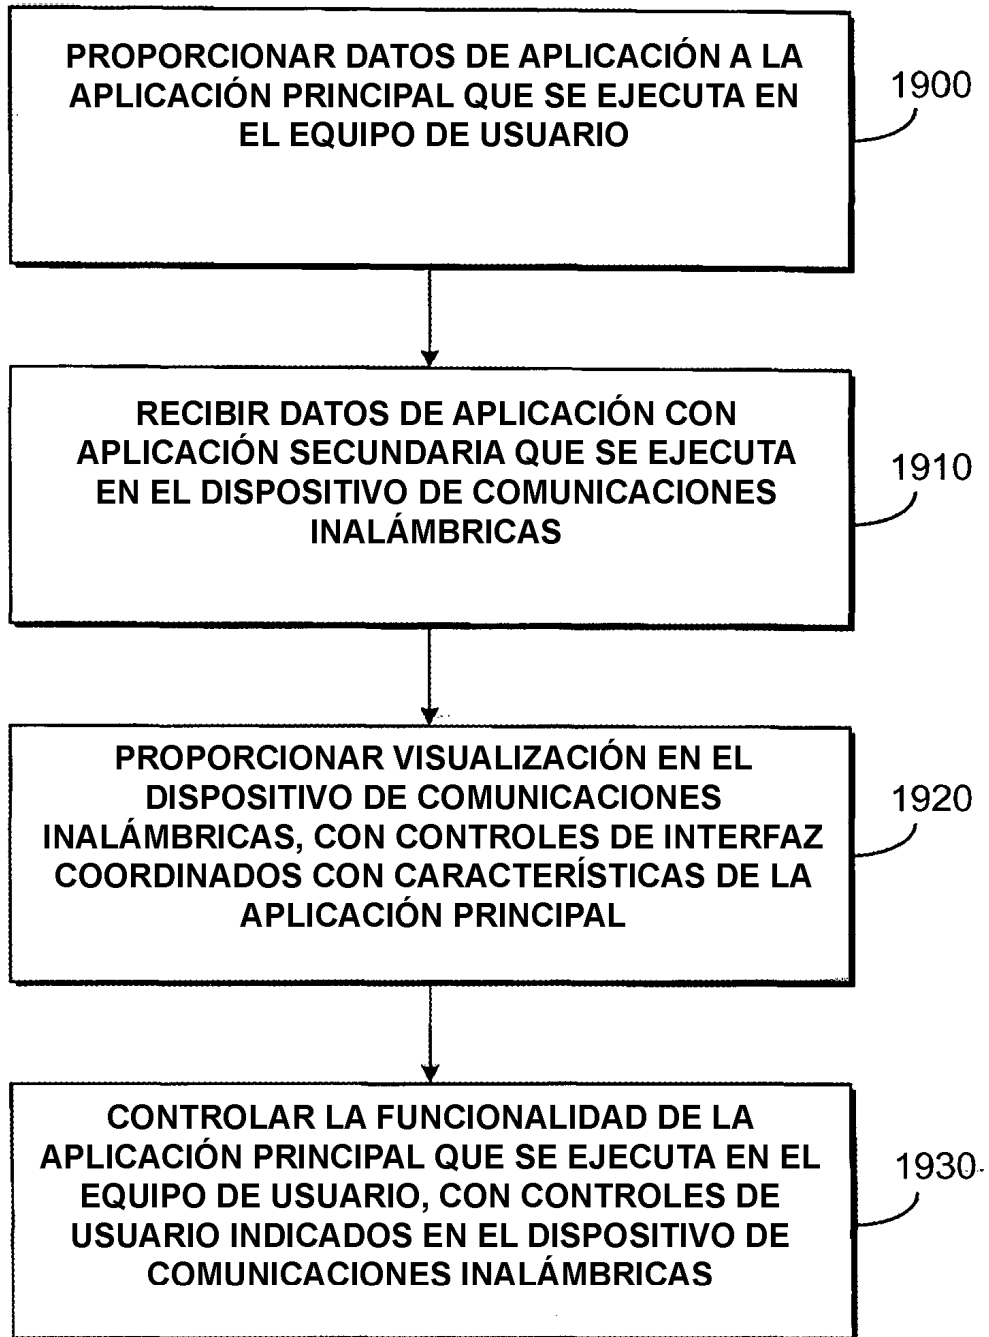 PROPORCIONAR DATOS DE APLICACIÓN A LA
APLICACIÓN PRINCIPAL QUE SE EJECUTA EN
EL EQUIPO DE USUARIO
1900
RECIBIR DATOS DE APLICACIÓN CON
APLICACIÓN SECUNDARIA QUE SE EJECUTA
EN EL DISPOSITIVO DE COMUNICACIONES
INALÁMBRICAS
1910
PROPORCIONAR VISUALIZACIÓN EN EL
DISPOSITIVO DE COMUNICACIONES
INALÁMBRICAS, CON CONTROLES DE INTERFAZ
COORDINADOS CON CARACTERÍSTICAS DE LA
APLICACIÓN PRINCIPAL
1920
CONTROLAR LA FUNCIONALIDAD DE LA
APLICACIÓN PRINCIPAL QUE SE EJECUTA EN EL
EQUIPO DE USUARIO, CON CONTROLES DE
USUARIO INDICADOS EN EL DISPOSITIVO DE
COMUNICACIONES INALÁMBRICAS
1930